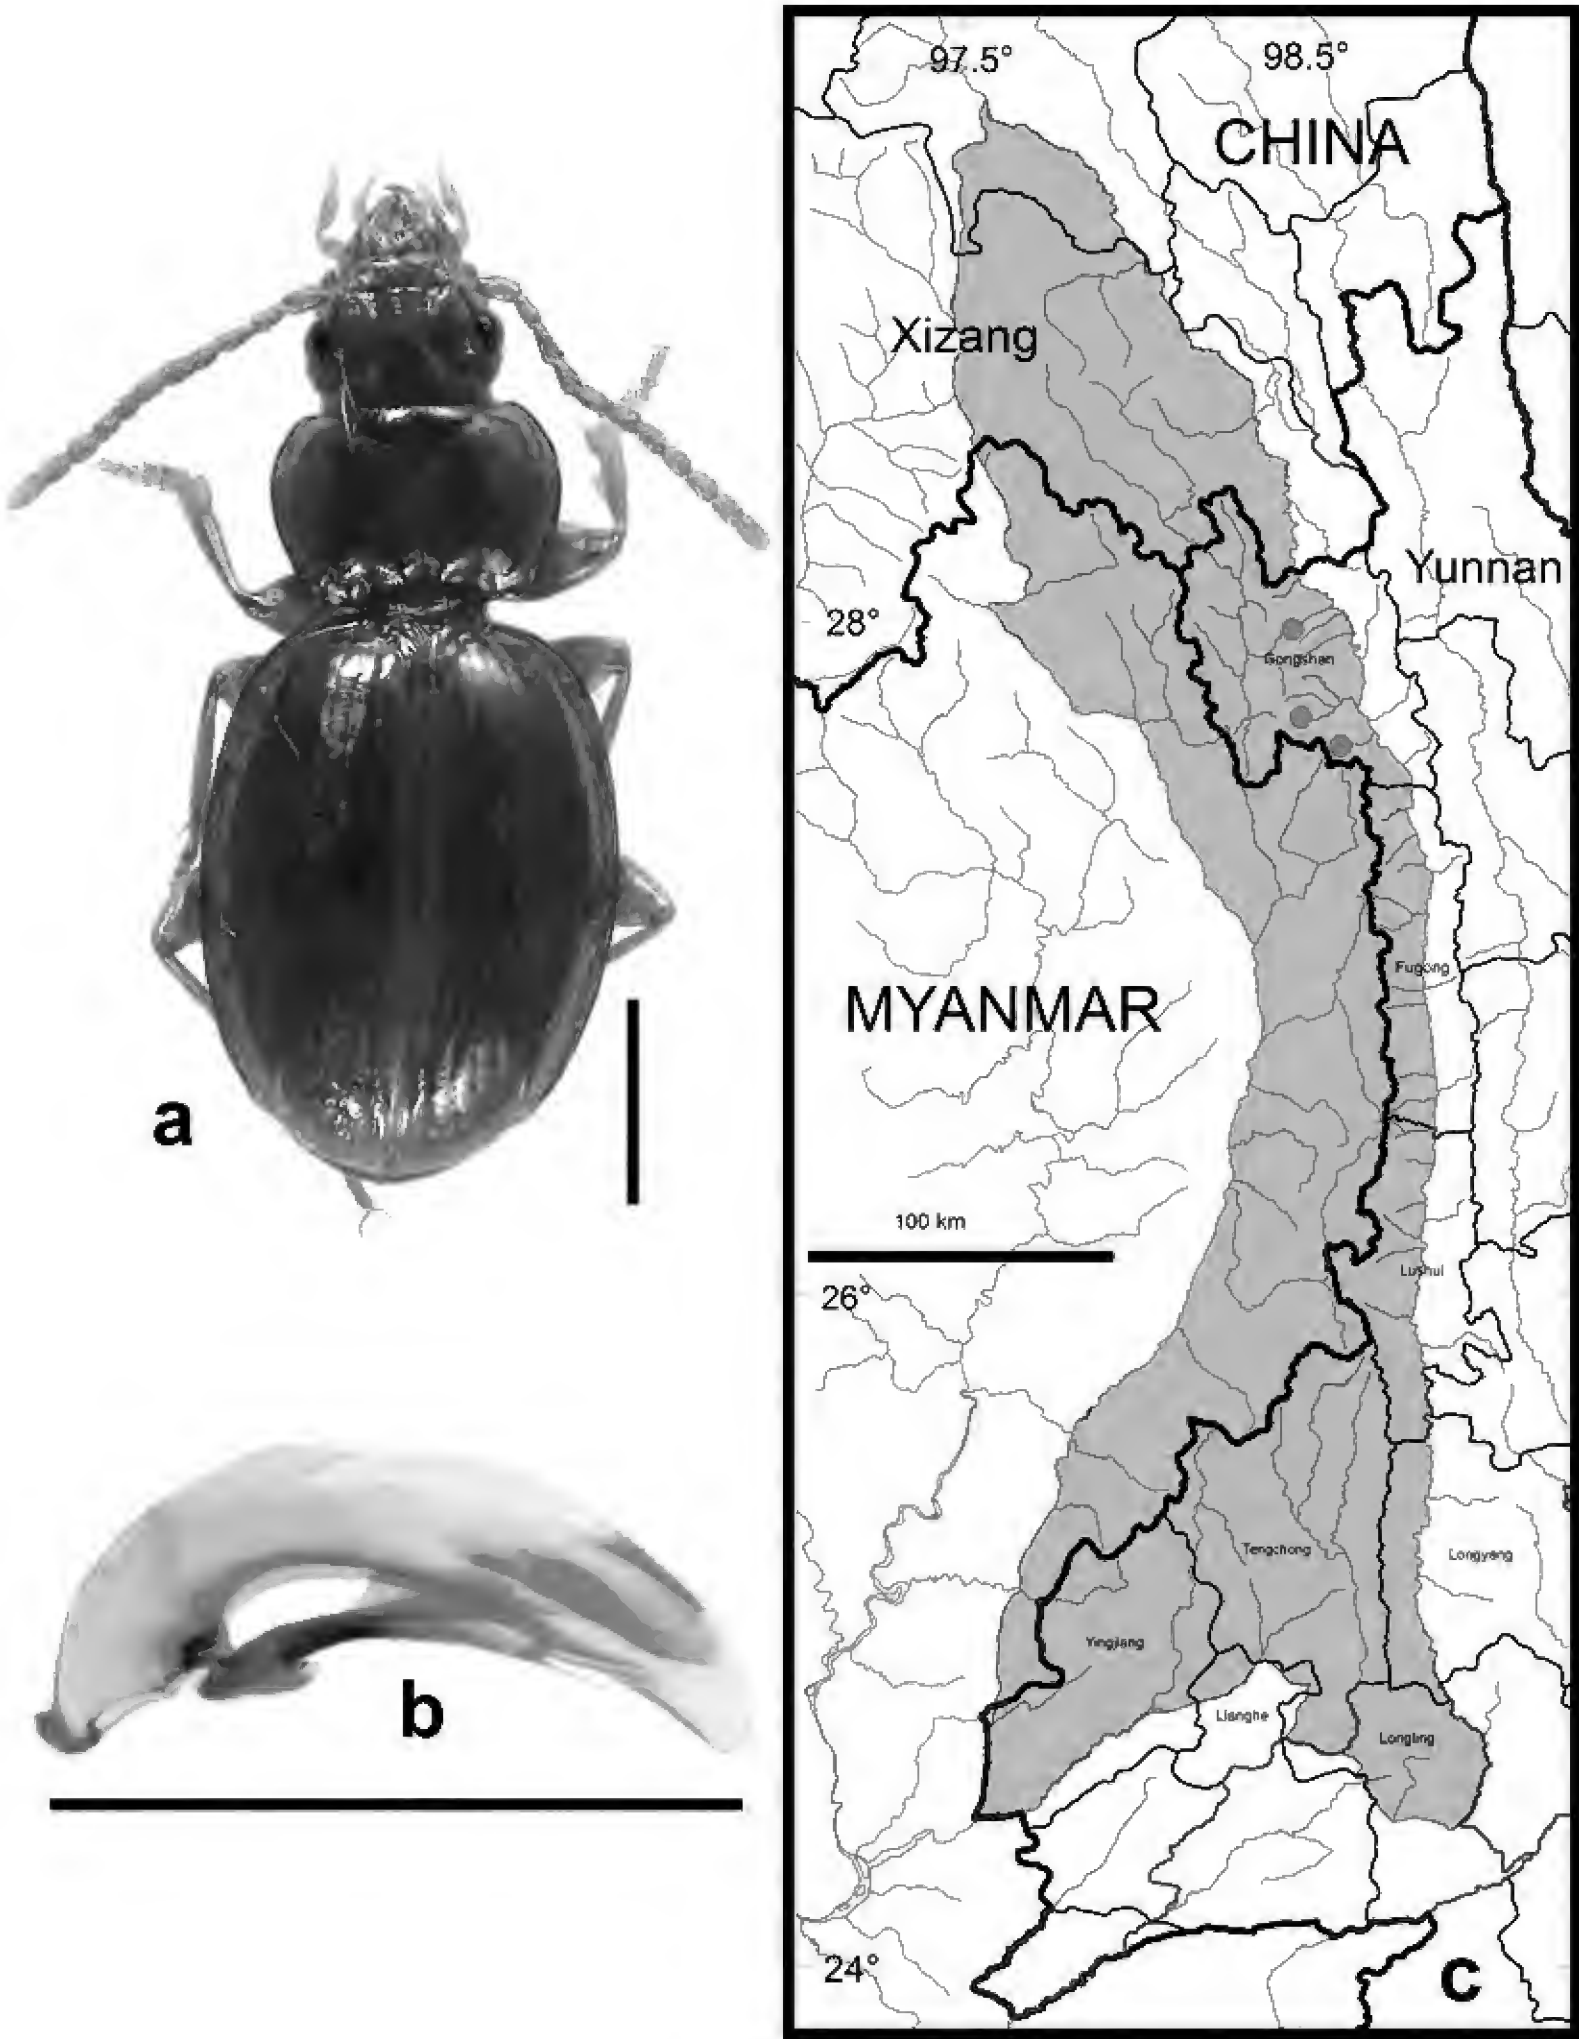 97.5°
98.5°
CHINA
Xizang
Yunnan
28°
Gongshan
Fugong
MYANMAR
a
100 km
Lushui
26°
Tengchong
Longyang
Yingjiang
b
Lianghe
Longling
24°
c